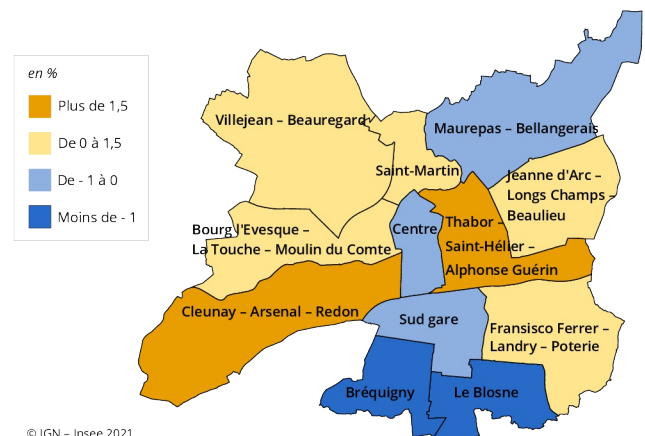 en %
Plus de 1,5
De 0 à 1,5
De - 1 à 0
Moins de - 1
Villejean – Beauregard
Maurepas – Bellangerais
Saint-Martin
Jeanne d'Arc –
Longs Champs –
Beaulieu
Bourg l'Evesque –
La Touche – Moulin du Comte
Centre
Thabor –
Saint-Hélier –
Alphonse Guérin
Cleunay – Arsenal – Redon
Sud gare
Fransisco Ferrer –
Landry – Poterie
Bréquigny
Le Blosne
© IGN – Insee 2021